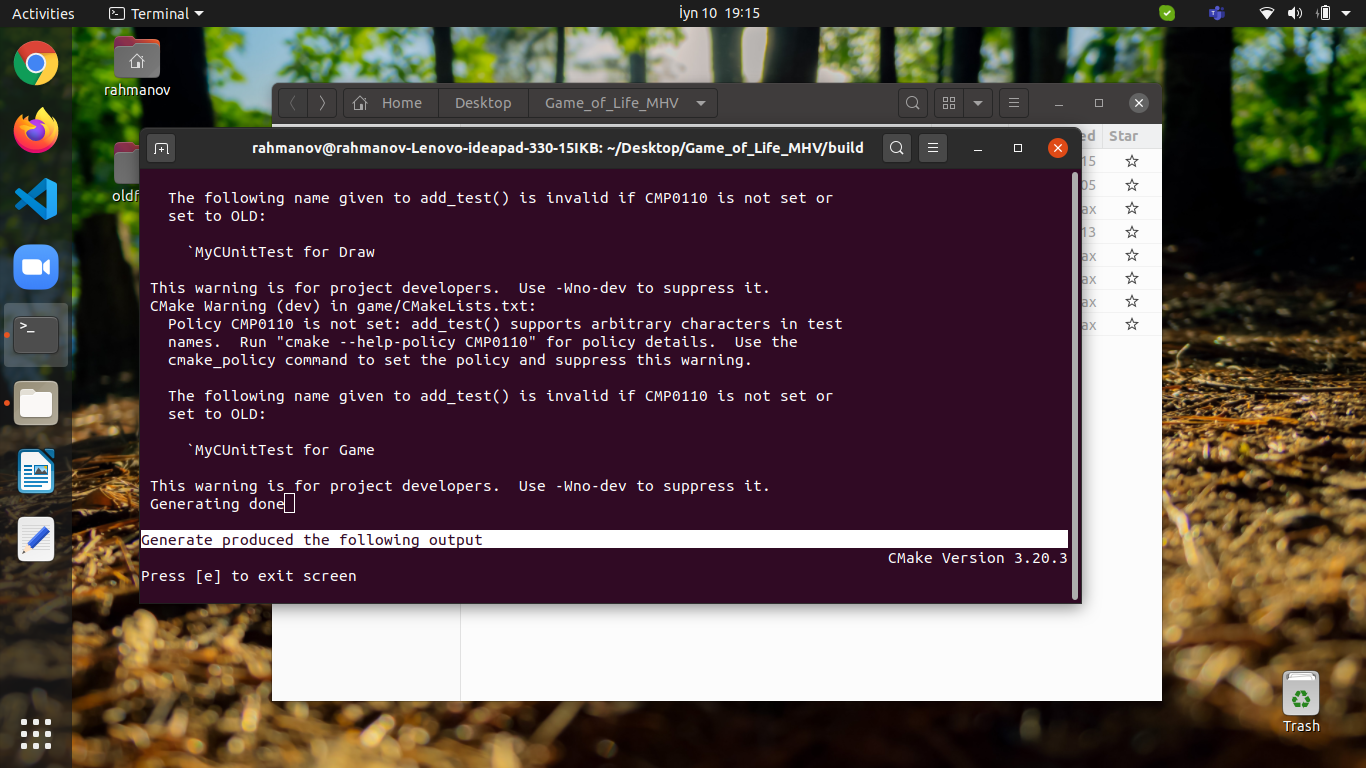 Activities
Terminal
İyn 10 19:15
rahmanov
Home
Desktop
Game_of_Life_MHV
Star
15
05
13
rahmanov@rahmanov-Lenovo-ideapad-330-15IKB: ~/Desktop/Game_of_Life_MHV/build
The following name given to add_test() is invalid if CMP0110 is not set or
set to OLD:
`MyCUnitTest for Draw
This warning is for project developers.  Use -Wno-dev to suppress it.
CMake Warning (dev) in game/CMakeLists.txt:
Policy CMP0110 is not set: add_test() supports arbitrary characters in test
names.  Run "cmake --help-policy CMP0110" for policy details.  Use the
cmake_policy command to set the policy and suppress this warning.
The following name given to add_test() is invalid if CMP0110 is not set or
set to OLD:
`MyCUnitTest for Game
This warning is for project developers.  Use -Wno-dev to suppress it.
Generating done
Generate produced the following output
CMake Version 3.20.3
Press [e] to exit screen
Trash